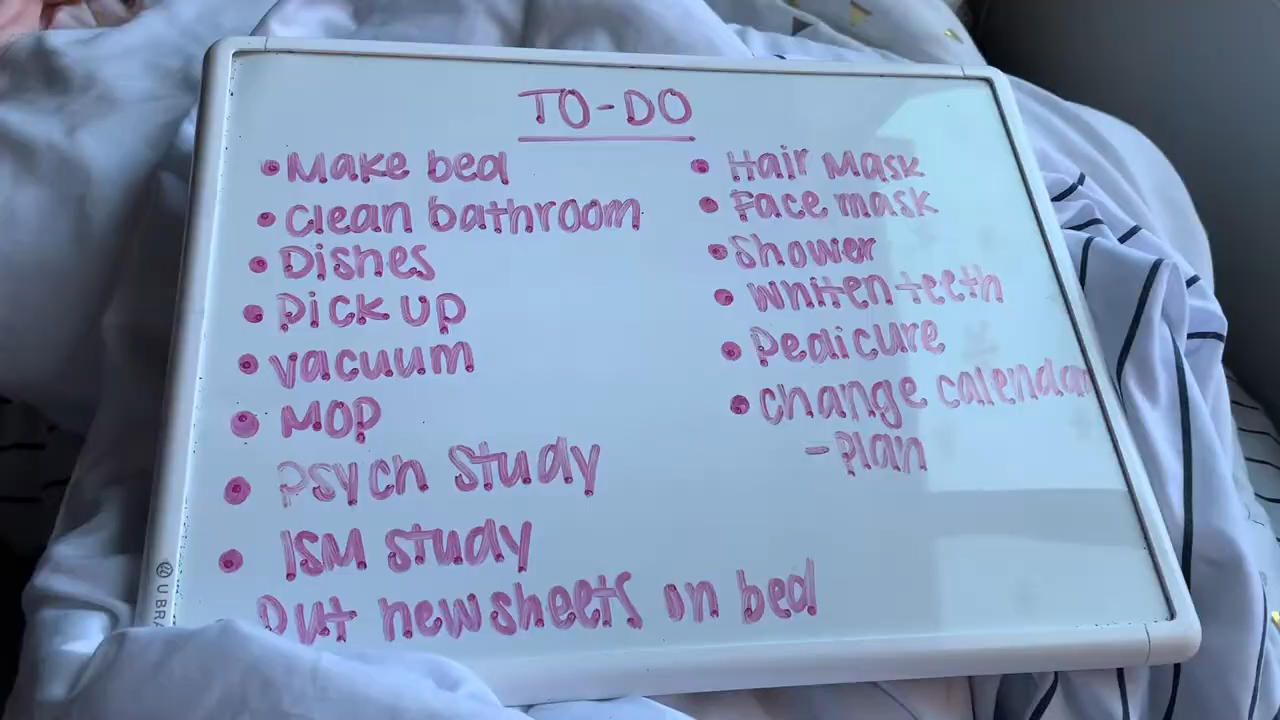 TO-DO
• Make bed
• Clean bathroom
• Dishes
• Pick up
• vacuum
• MOP
• Psych study
• ISM study
Put new sheets on bed
• Hair Mask
• Face mask
• Shower
• Whiten teeth
• Pedicure
• change calendar
- Plan
U BRA